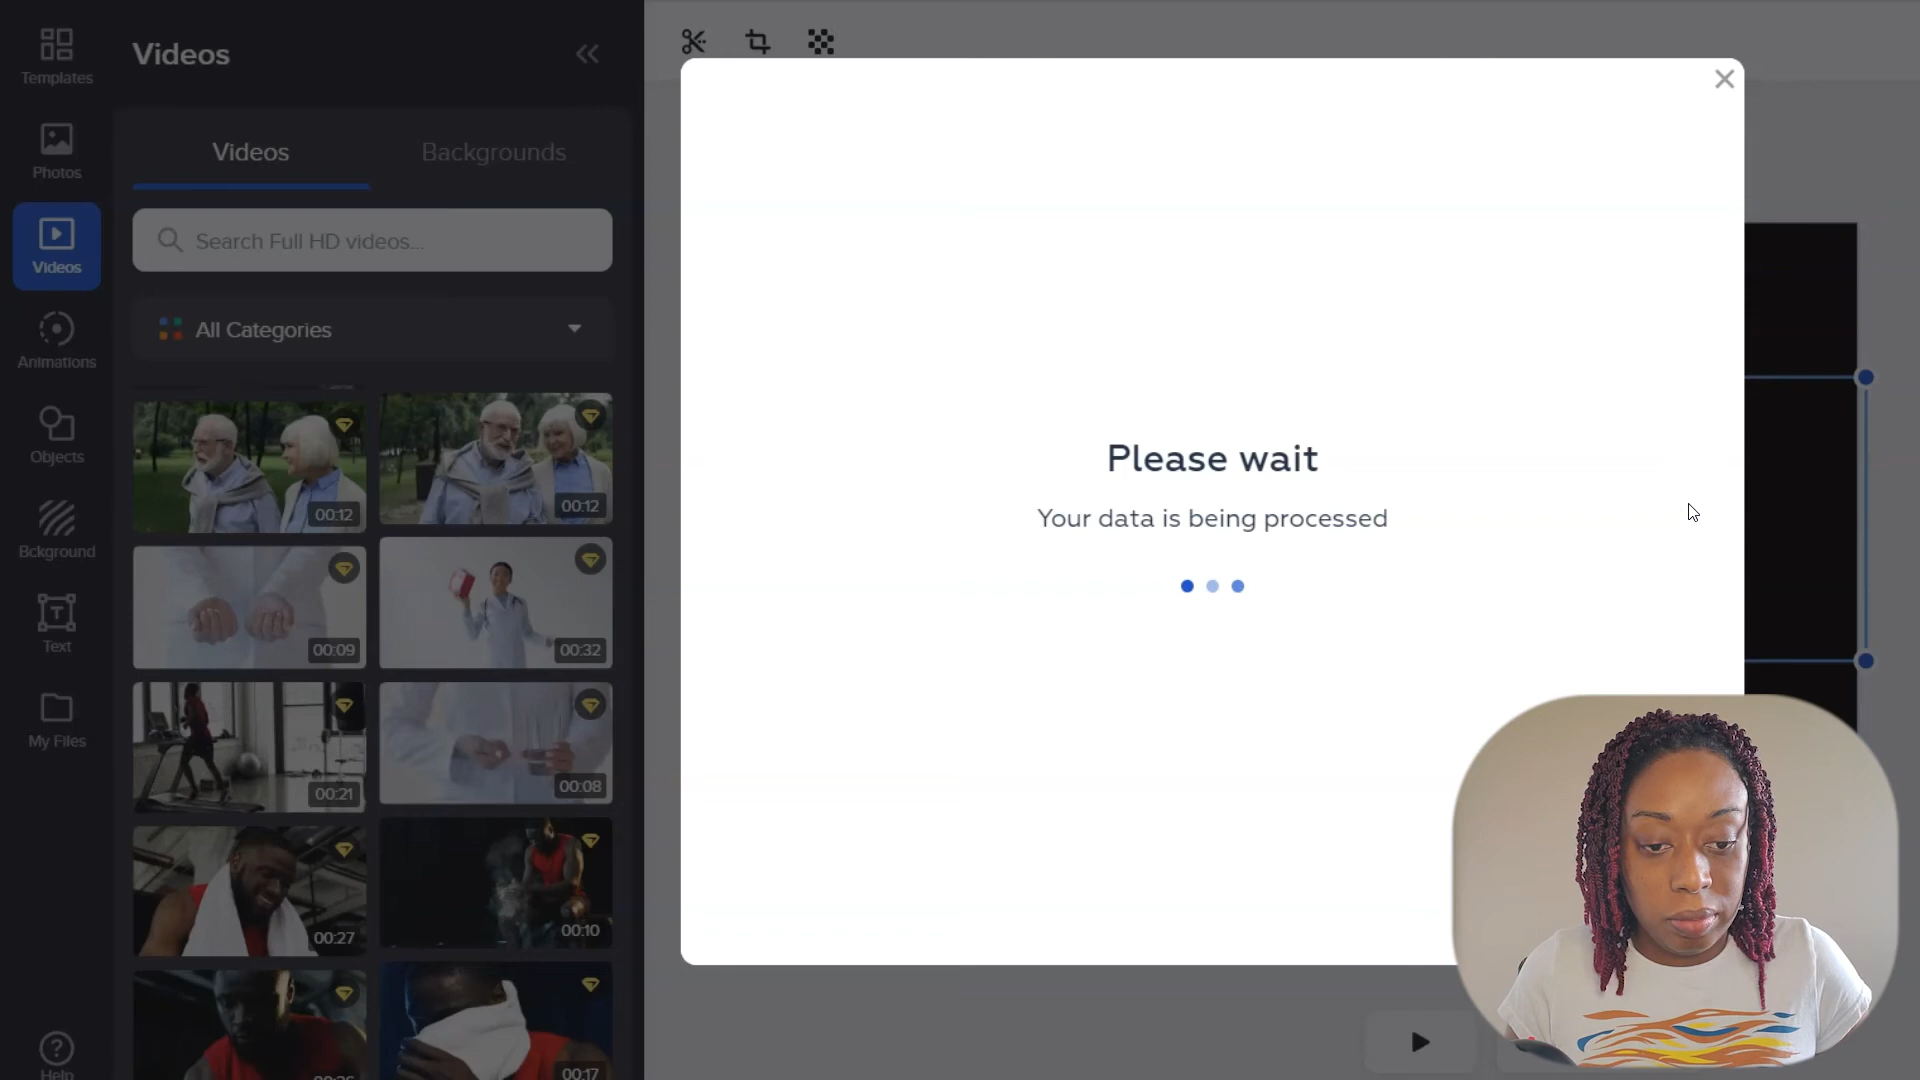 Templates
Photos
Videos
Animations
Objects
Bckground
Text
My Files
Help
Videos
Videos
Backgrounds
Search Full HD videos...
All Categories
00:12
00:12
00:09
00:32
00:21
00:08
00:27
00:10
00:17
Please wait
Your data is being processed